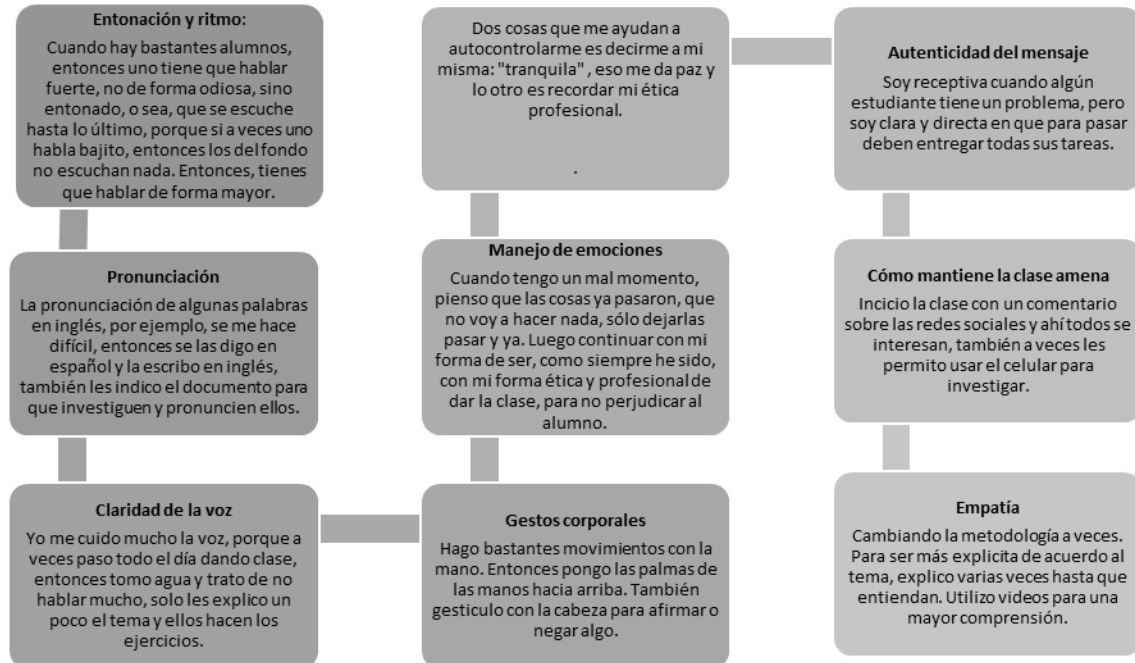 Entonación y ritmo:
Cuando hay bastantes alumnos,
entonces uno tiene que hablar
fuerte, no de forma odiosa, sino
entonado, o sea, que se escuche
hasta lo último, porque si a veces uno
habla bajito, entonces los del fondo
no escuchan nada. Entonces, tienes
que hablar de forma mayor.
Pronunciación
La pronunciación de algunas palabras
en inglés, por ejemplo, se me hace
difícil, entonces se las digo en
español y la escribo en inglés,
también les indico el documento para
que investiguen y pronuncien ellos.
Claridad de la voz
Yo me cuido mucho la voz, porque a
veces paso todo el día dando clase,
entonces tomo agua y trato de no
hablar mucho, solo les explico un
poco el tema y ellos hacen los
ejercicios.
Gestos corporales
Hago bastantes movimientos con la
mano. Entonces pongo las palmas de
las manos hacia arriba. También
gesticulo con la cabeza para afirmar o
negar algo.
Manejo de emociones
Cuando tengo un mal momento,
pienso que las cosas ya pasaron, que
no voy a hacer nada, sólo dejarlas
pasar y ya. Luego continuar con mi
forma de ser, como siempre he sido,
con mi forma ética y profesional de
dar la clase, para no perjudicar al
alumno.
Dos cosas que me ayudan a
autocontrolarme es decirme a mi
misma: "tranquila" , eso me da paz y
lo otro es recordar mi ética
profesional.
.
Autenticidad del mensaje
Soy receptiva cuando algún
estudiante tiene un problema, pero
soy clara y directa en que para pasar
deben entregar todas sus tareas.
Cómo mantiene la clase amena
Incicio la clase con un comentario
sobre las redes sociales y ahí todos se
interesan, también a veces les
permito usar el celular para
investigar.
Empatía
Cambiando la metodología a veces.
Para ser más explicita de acuerdo al
tema, explico varias veces hasta que
entiendan. Utilizo videos para una
mayor comprensión.